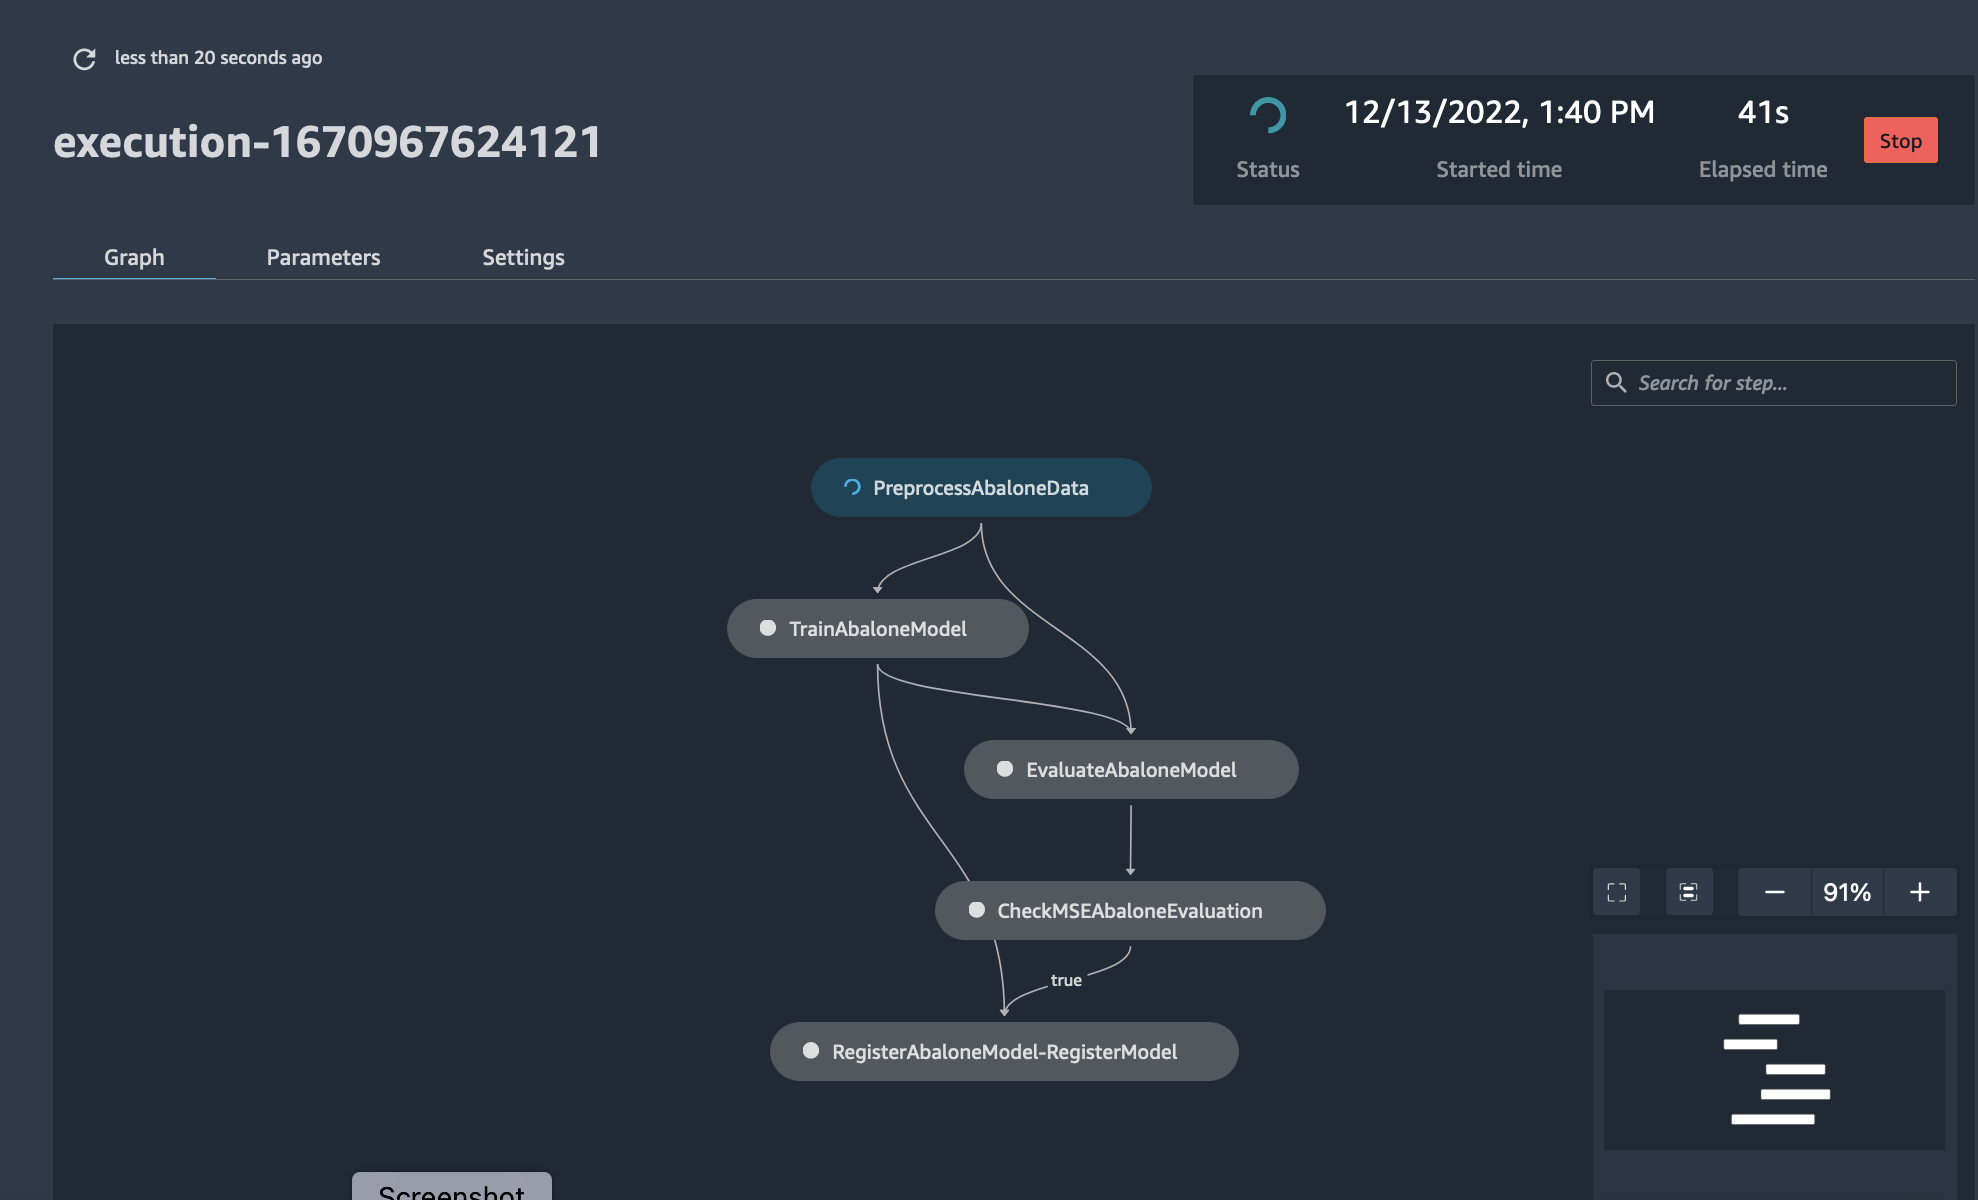 less than 20 seconds ago
execution-1670967624121
12/13/2022, 1:40 PM
41s
Stop
Status
Started time
Elapsed time
Graph
Parameters
Settings
Search for step...
PreprocessAbaloneData
TrainAbaloneModel
EvaluateAbaloneModel
91%
CheckMSEAbaloneEvaluation
true
RegisterAbaloneModel-RegisterModel
Screenshot